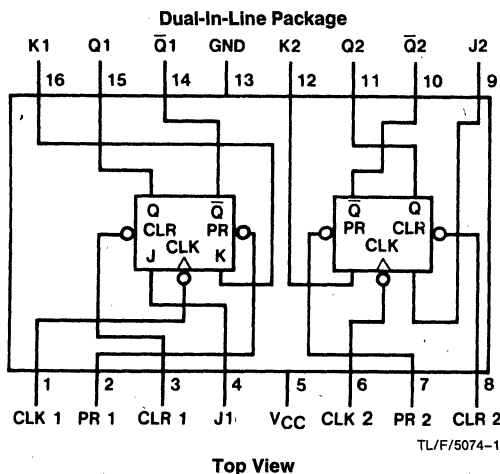 Dual-In-Line Package
K1 Q1 Q̅1 GND K2 Q2 Q̅2 J2
16 15 14 13 12 11 10 9
Q Q̅ Q̅ Q
CLR PR PR CLR
CLK CLK
J K
1 2 3 4 5 6 7 8
CLK 1 PR 1 CLR 1 J1 VCC CLK 2 PR 2 CLR 2
TL/F/5074-1
Top View